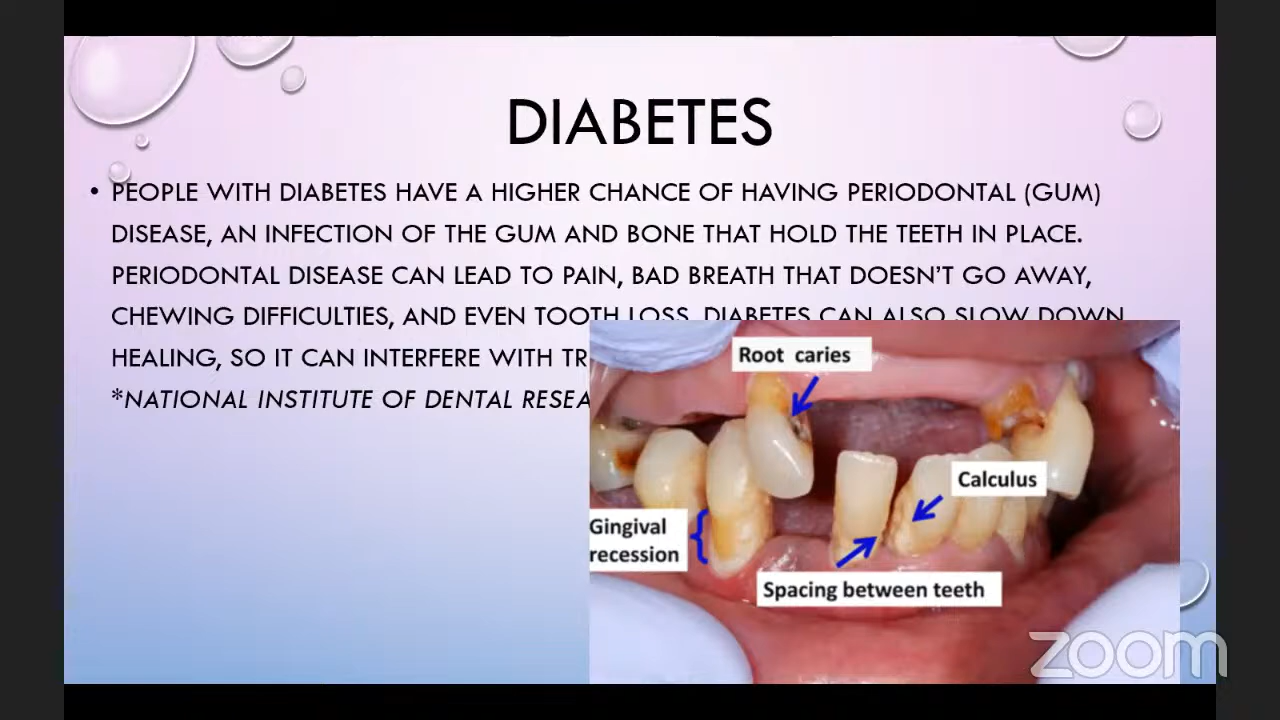 DIABETES
• PEOPLE WITH DIABETES HAVE A HIGHER CHANCE OF HAVING PERIODONTAL (GUM)
DISEASE, AN INFECTION OF THE GUM AND BONE THAT HOLD THE TEETH IN PLACE.
PERIODONTAL DISEASE CAN LEAD TO PAIN, BAD BREATH THAT DOESN'T GO AWAY,
CHEWING DIFFICULTIES, AND EVEN TOOTH LOSS. DIABETES CAN ALSO SLOW DOWN
HEALING, SO IT CAN INTERFERE WITH
*NATIONAL INSTITUTE OF DENTAL
Root caries
Calculus
Gingival
recession
Spacing between teeth
zoom